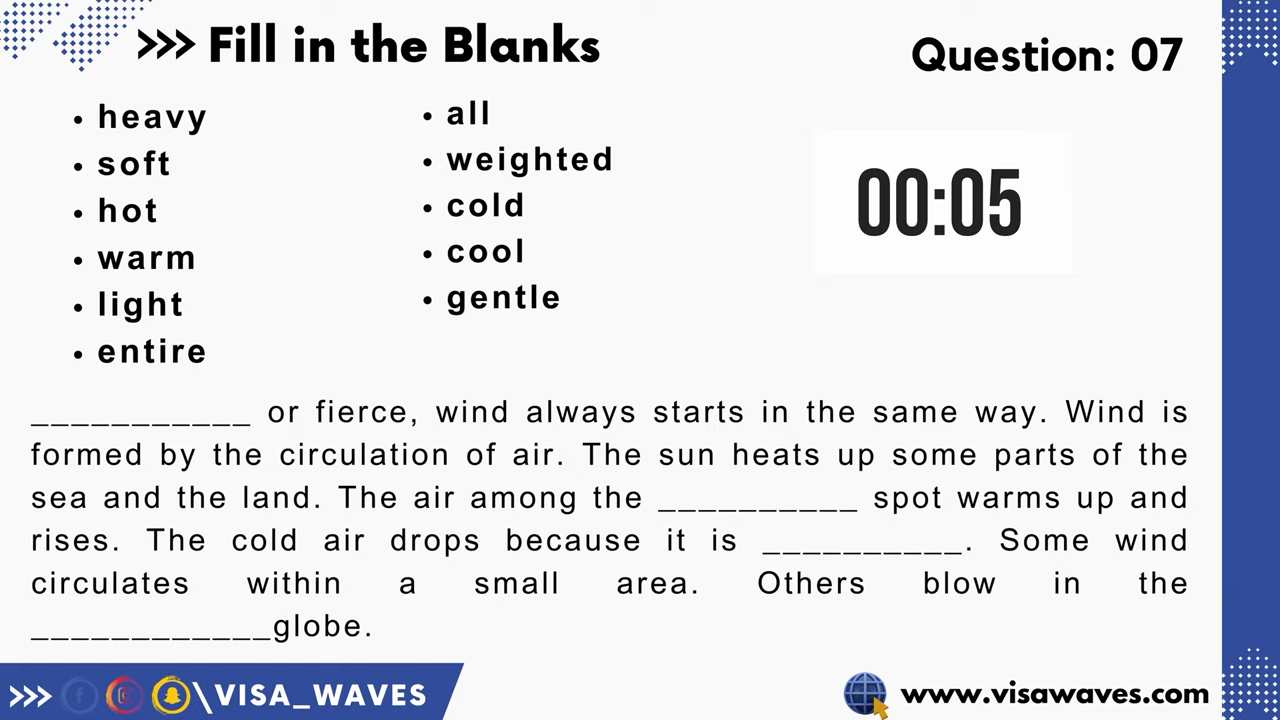 >>> Fill in the Blanks
Question: 07
• heavy
• soft
• hot
• warm
• light
• entire
• all
• weighted
• cold
• cool
• gentle
00:05
___________ or fierce, wind always starts in the same way. Wind is
formed by the circulation of air. The sun heats up some parts of the
sea and the land. The air among the __________ spot warms up and
rises. The cold air drops because it is __________. Some wind
circulates within a small area. Others blow in the
____________globe.
>>> \VISA_WAVES
www.visawaves.com